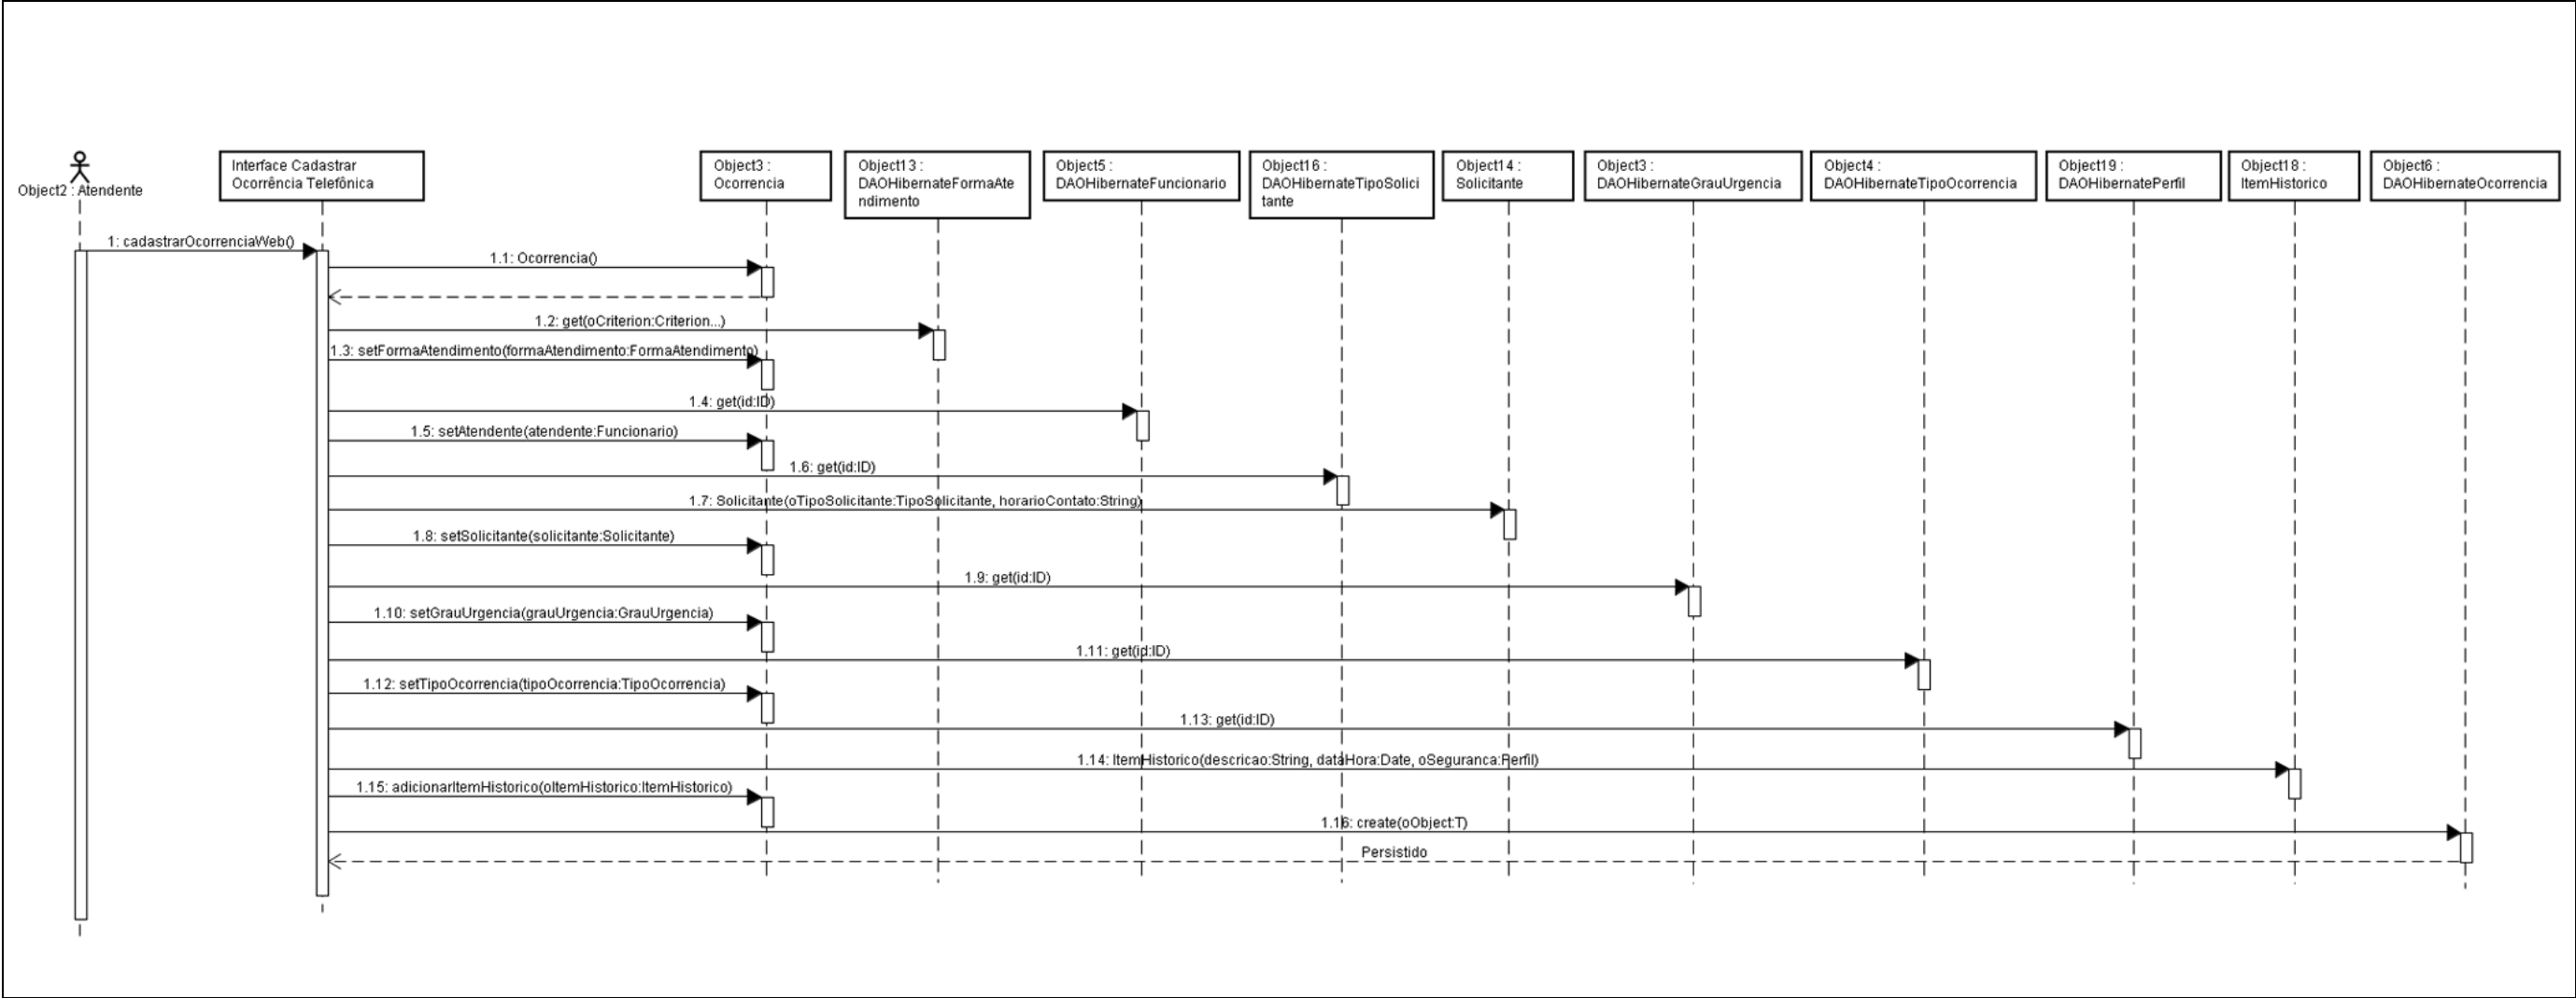 Object2 : Atendente
Interface Cadastrar
Ocorrência Telefônica
Object3 :
Ocorrencia
Object13 :
DAOHibernateFormaAte
ndimento
Object5 :
DAOHibernateFuncionario
Object16 :
DAOHibernateTipoSolici
tante
Object14 :
Solicitante
Object3 :
DAOHibernateGrauUrgencia
Object4 :
DAOHibernateTipoOcorrencia
Object19 :
DAOHibernatePerfil
Object18 :
ItemHistorico
Object6 :
DAOHibernateOcorrencia
1: cadastrarOcorrenciaWeb()
1.1: Ocorrencia()
1.2: get(oCriterion:Criterion...)
1.3: setFormaAtendimento(formaAtendimento:FormaAtendimento)
1.4: get(id:ID)
1.5: setAtendente(atendente:Funcionario)
1.6: get(id:ID)
1.7: Solicitante(oTipoSolicitante:TipoSolicitante, horarioContato:String)
1.8: setSolicitante(solicitante:Solicitante)
1.9: get(id:ID)
1.10: setGrauUrgencia(grauUrgencia:GrauUrgencia)
1.11: get(id:ID)
1.12: setTipoOcorrencia(tipoOcorrencia:TipoOcorrencia)
1.13: get(id:ID)
1.14: ItemHistorico(descricao:String, dataHora:Date, oSeguranca:Perfil)
1.15: adicionarItemHistorico(oItemHistorico:ItemHistorico)
1.16: create(oObject:T)
Persistido